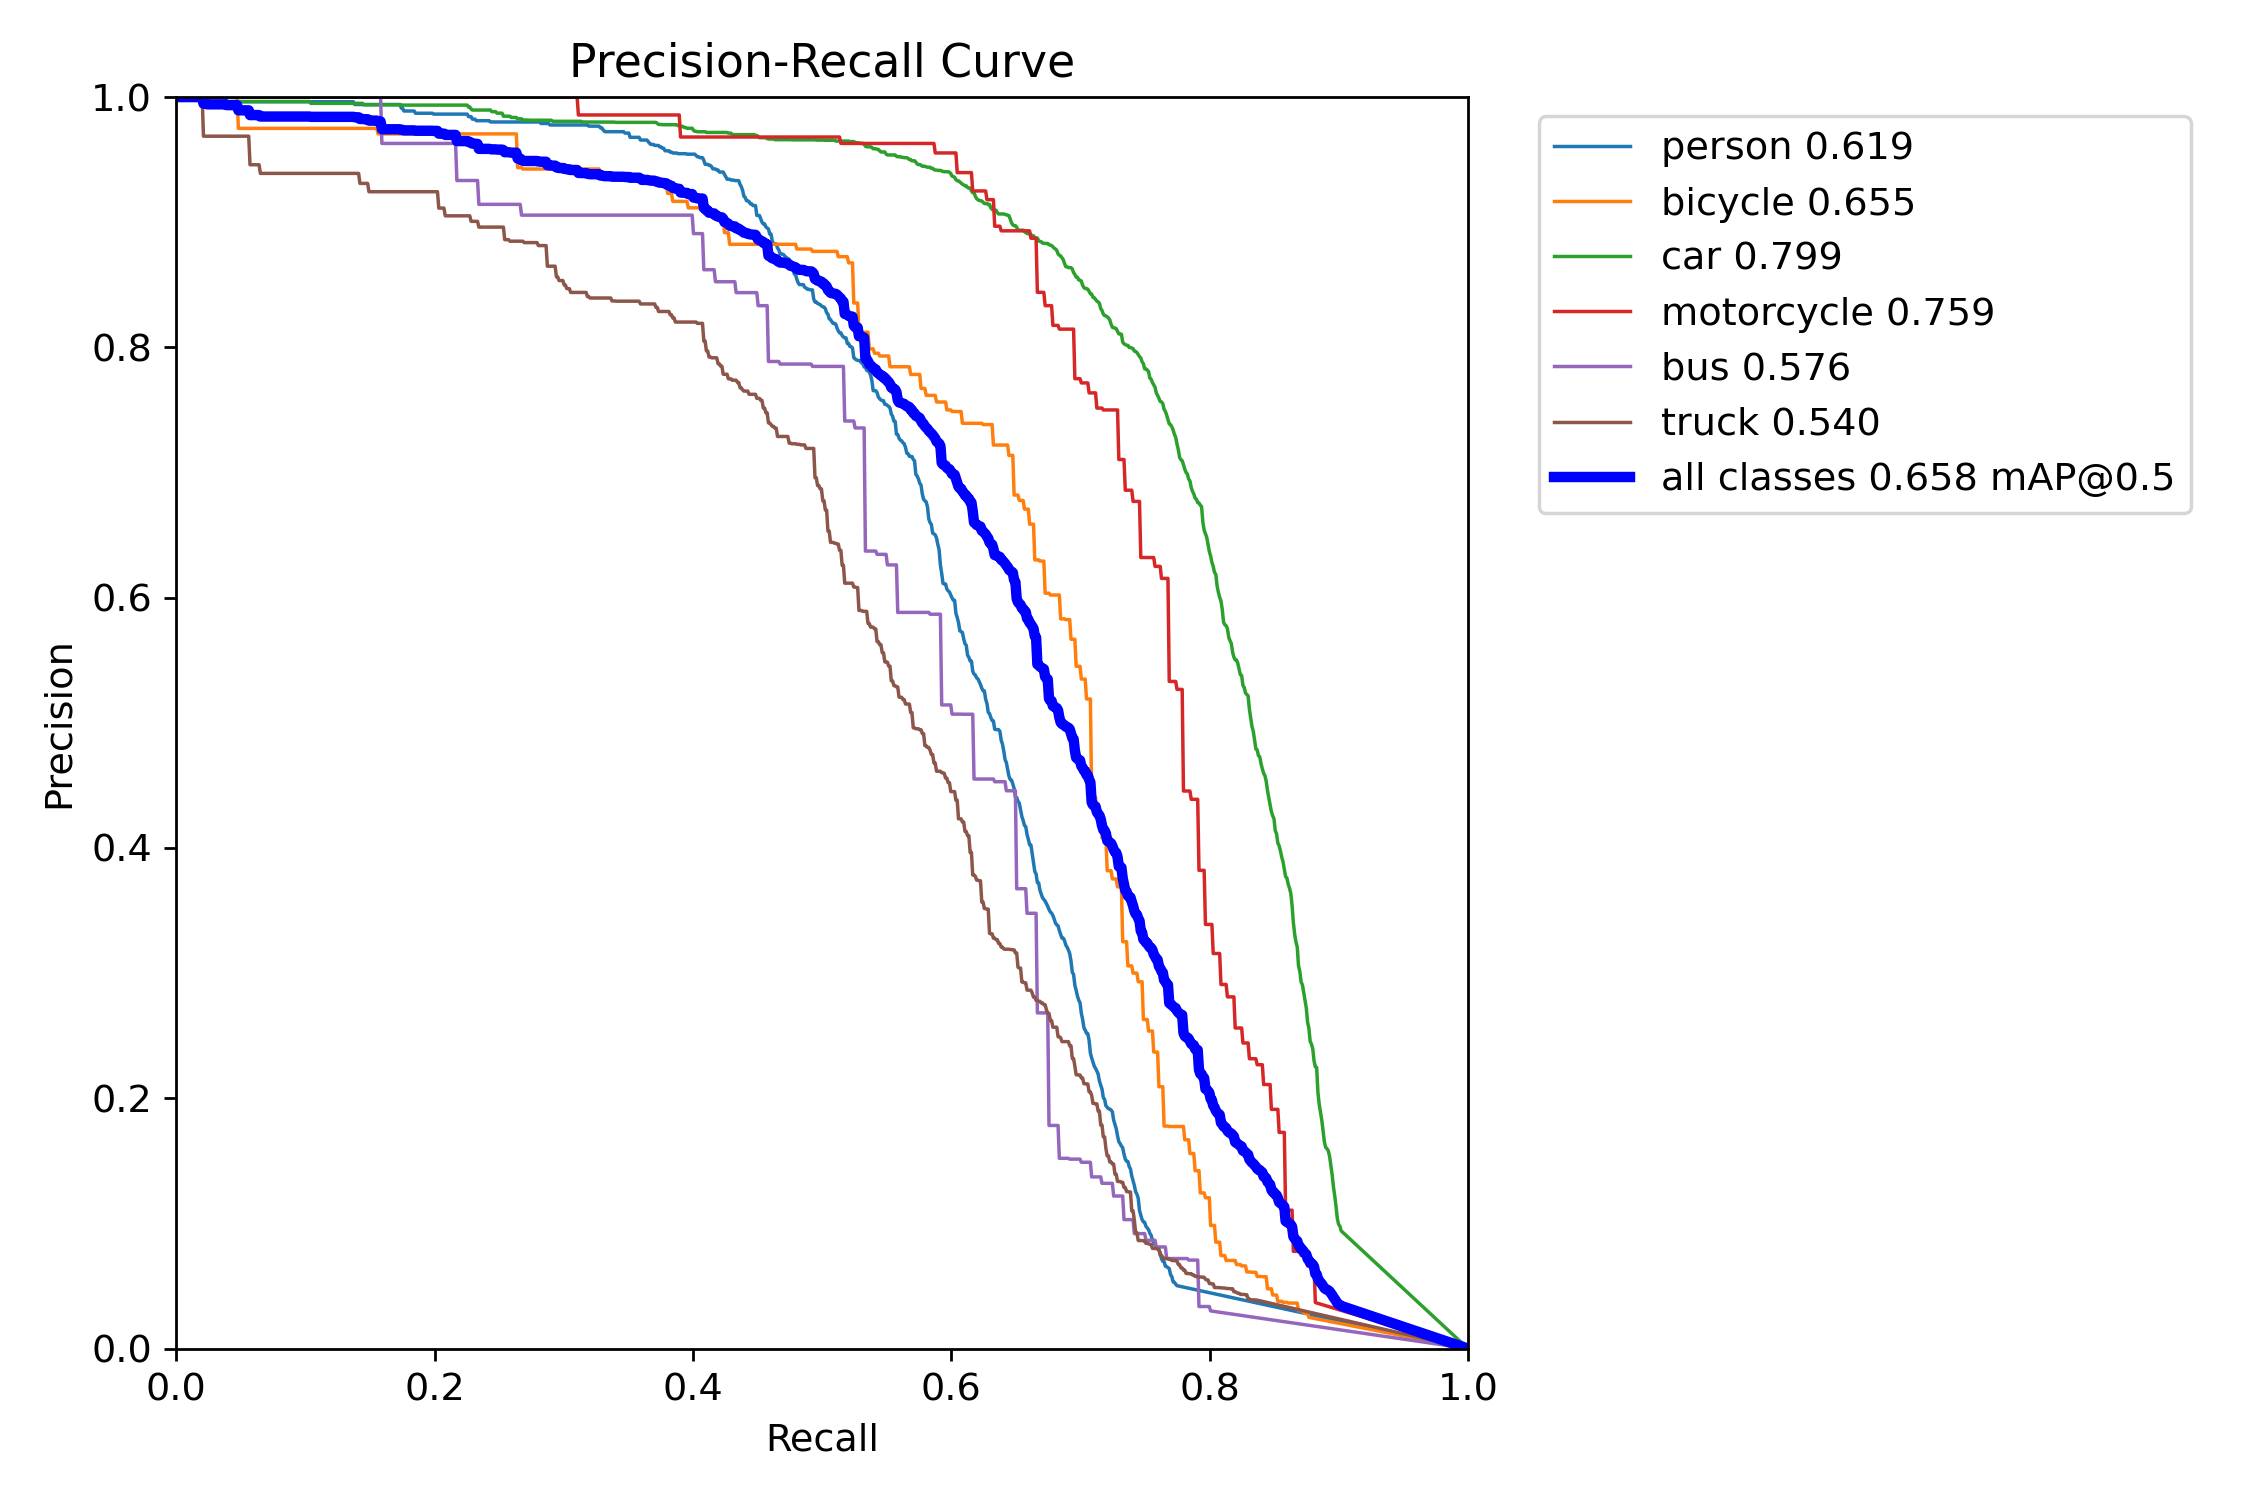 Precision-Recall Curve
1.0
0.8
0.6
0.4
0.2
0.0
Precision
0.0 0.2 0.4 0.6 0.8 1.0
Recall
person 0.619
bicycle 0.655
car 0.799
motorcycle 0.759
bus 0.576
truck 0.540
all classes 0.658 mAP@0.5